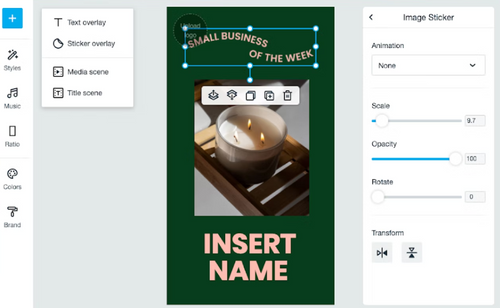 Text overlay
Sticker overlay
Media scene
Title scene
Styles
Music
Ratio
Colors
Brand
Upload
logo
SMALL BUSINESS
OF THE WEEK
INSERT
NAME
Image Sticker
Animation
None
Scale
9.7
Opacity
100
Rotate
0
Transform